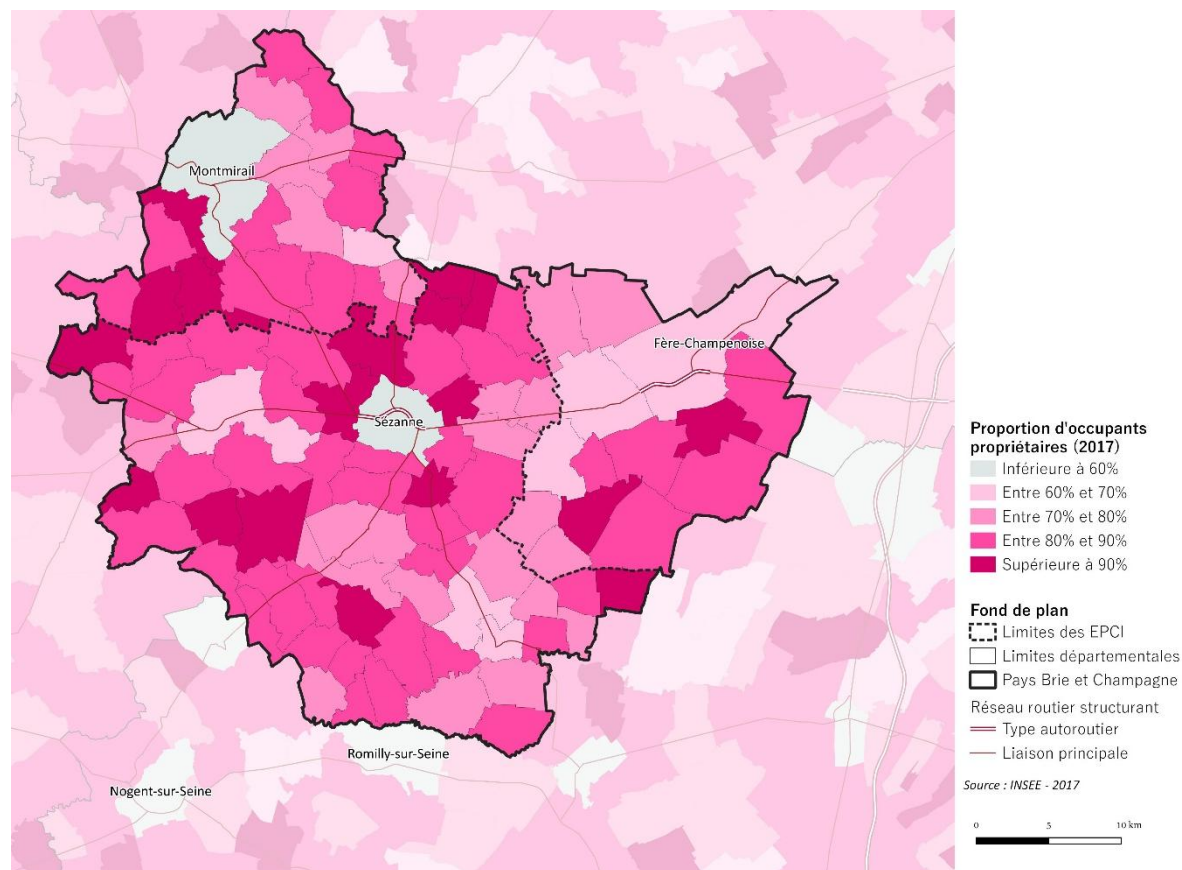 Montmirail
Fère-Champenoise
Sézanne
Romilly-sur-Seine
Nogent-sur-Seine
Proportion d'occupants
propriétaires (2017)
Inférieure à 60%
Entre 60% et 70%
Entre 70% et 80%
Entre 80% et 90%
Supérieure à 90%
Fond de plan
Limites des EPCI
Limites départementales
Pays Brie et Champagne
Réseau routier structurant
Type autoroutier
Liaison principale
Source : INSEE - 2017
0 5 10 km